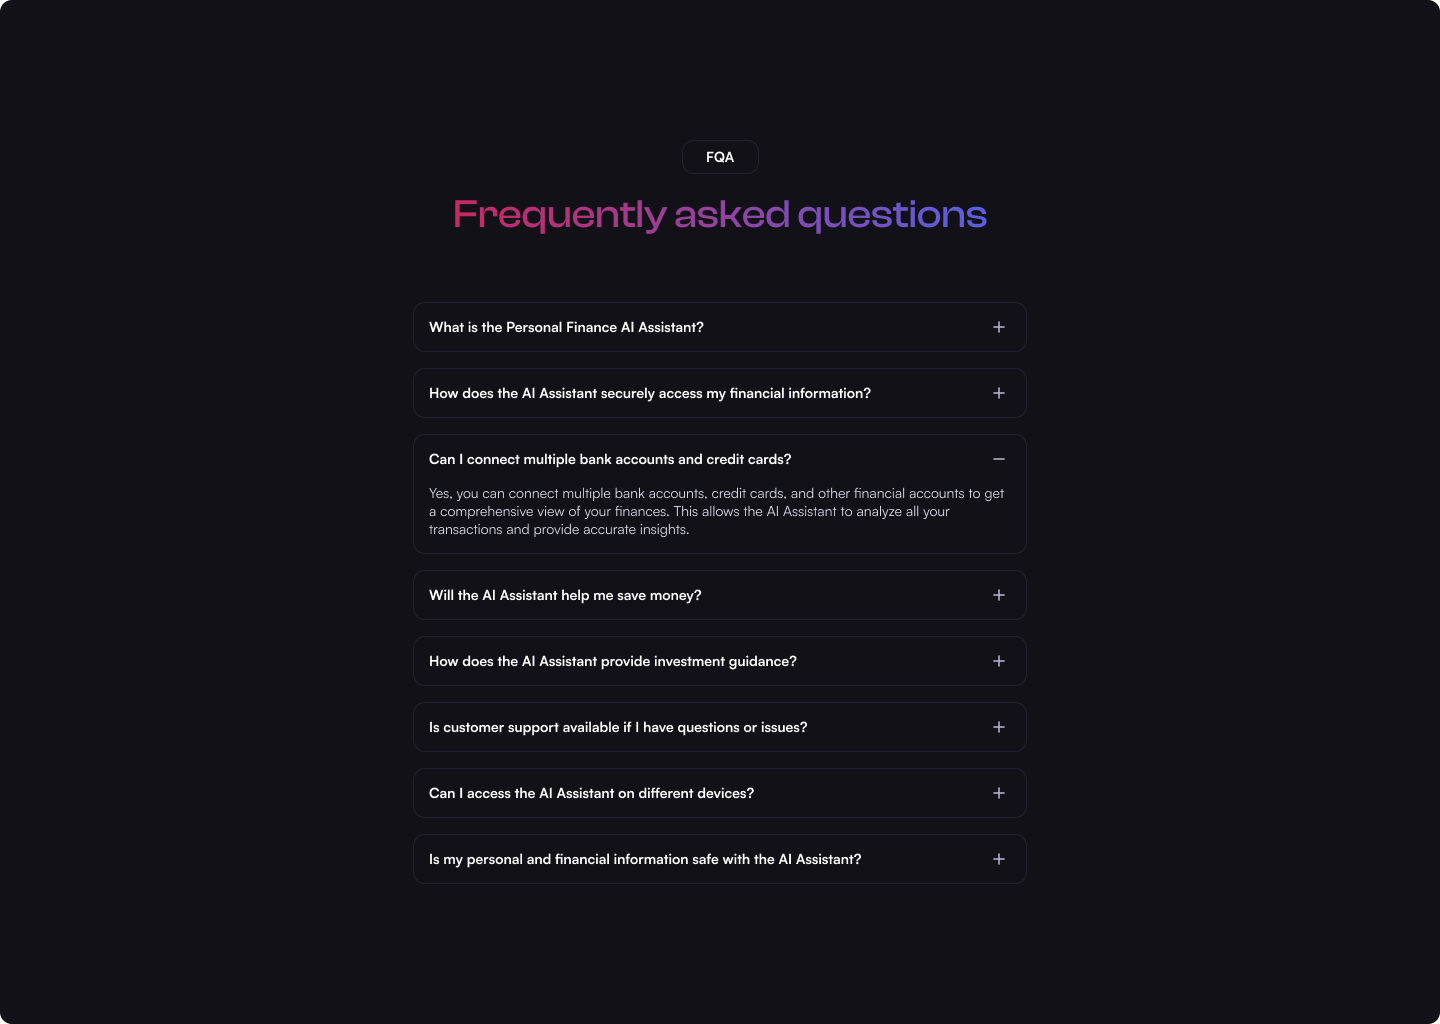 FQA
Frequently asked questions
What is the Personal Finance AI Assistant?
How does the AI Assistant securely access my financial information?
Can I connect multiple bank accounts and credit cards?
Yes, you can connect multiple bank accounts, credit cards, and other financial accounts to get
a comprehensive view of your finances. This allows the AI Assistant to analyze all your
transactions and provide accurate insights.
Will the AI Assistant help me save money?
How does the AI Assistant provide investment guidance?
Is customer support available if I have questions or issues?
Can I access the AI Assistant on different devices?
Is my personal and financial information safe with the AI Assistant?